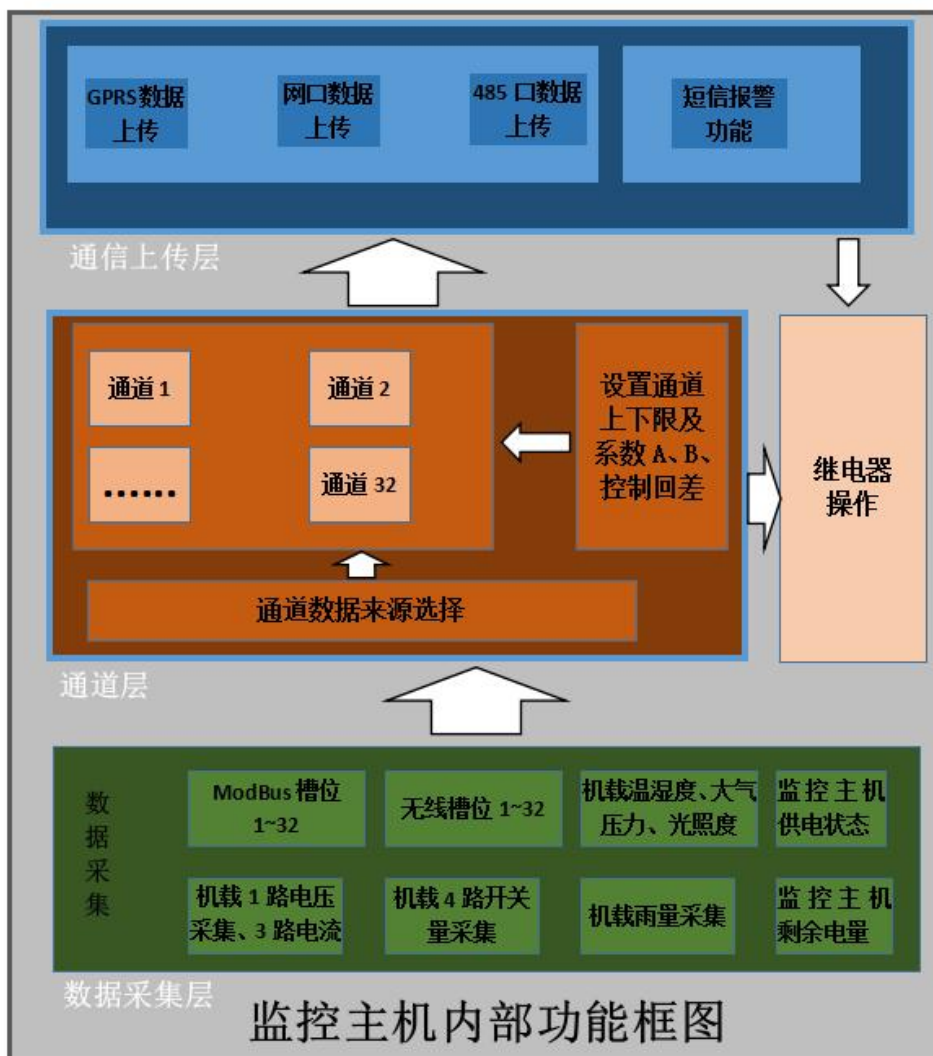 GPRS数据
上传
网口数据
上传
485 口数据
上传
短信报警
功能
通信上传层
通道 1
通道 2
……
通道 32
设置通道
上下限及
系数 A、B、
控制回差
继电器
操作
通道数据来源选择
通道层
数据采集
ModBus 槽位
1~32
无线槽位 1~32
机载温湿度、大气
压力、光照度
监控主机
供电状态
机载 1 路电压
采集、3 路电流
机载 4 路开关
量采集
机载雨量采集
监控主机
剩余电量
数据采集层
监控主机内部功能框图